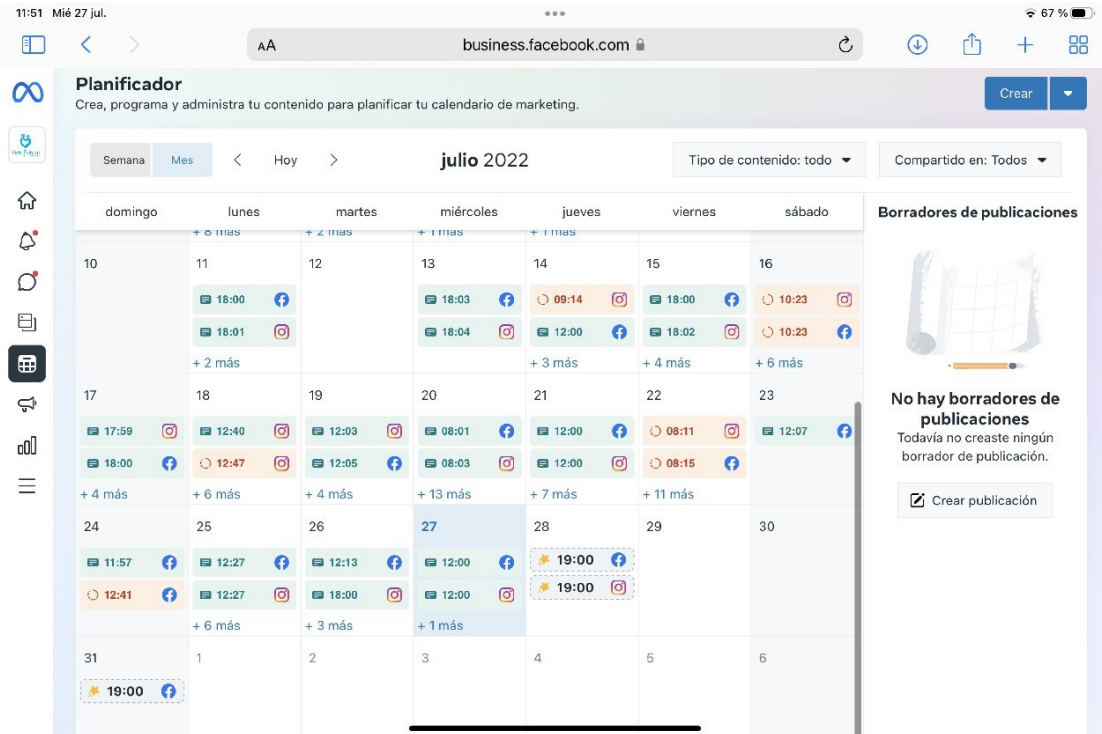 11:51 Mié 27 jul.
67 %
AA
business.facebook.com
Planificador
Crea, programa y administra tu contenido para planificar tu calendario de marketing.
Crear
Semana Mes Hoy julio 2022 Tipo de contenido: todo Compartido en: Todos
domingo lunes martes miércoles jueves viernes sábado
+ 8 más + 2 más + 1 más + 1 más
10 11 12 13 14 15 16
18:00 18:03 09:14 18:00 10:23
18:01 18:04 12:00 18:02 10:23
+ 2 más + 3 más + 4 más + 6 más
17 18 19 20 21 22 23
17:59 12:40 12:03 08:01 12:00 08:11 12:07
18:00 12:47 12:05 08:03 12:00 08:15
+ 4 más + 6 más + 4 más + 13 más + 7 más + 11 más
24 25 26 27 28 29 30
11:57 12:27 12:13 12:00 19:00
12:41 12:27 18:00 12:00 19:00
+ 6 más + 3 más + 1 más
31 1 2 3 4 5 6
19:00
Borradores de publicaciones
No hay borradores de
publicaciones
Todavía no creaste ningún
borrador de publicación.
Crear publicación